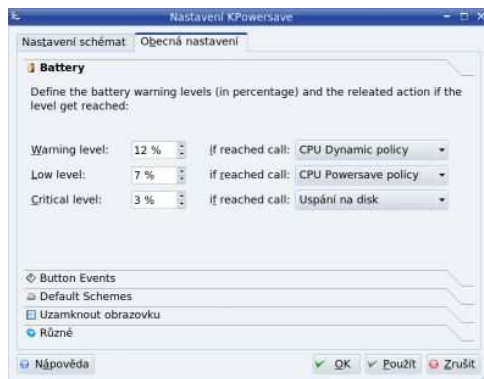 Nastavení KPowersave
Nastavení schémat Obecná nastavení
Battery
Define the battery warning levels (in percentage) and the releated action if the
level get reached:
Warning level: 12 % if reached call: CPU Dynamic policy
Low level: 7 % if reached call: CPU Powersave policy
Critical level: 3 % if reached call: Uspání na disk
Button Events
Default Schemes
Uzamknout obrazovku
Různé
Nápověda OK Použít Zrušit